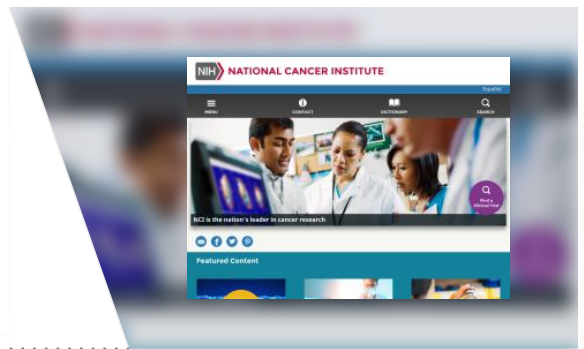 NIH NATIONAL CANCER INSTITUTE
Español
MENU CONTACT DICTIONARY SEARCH
Find a
Clinical Trial
NCI is the nation's leader in cancer research
Featured Content